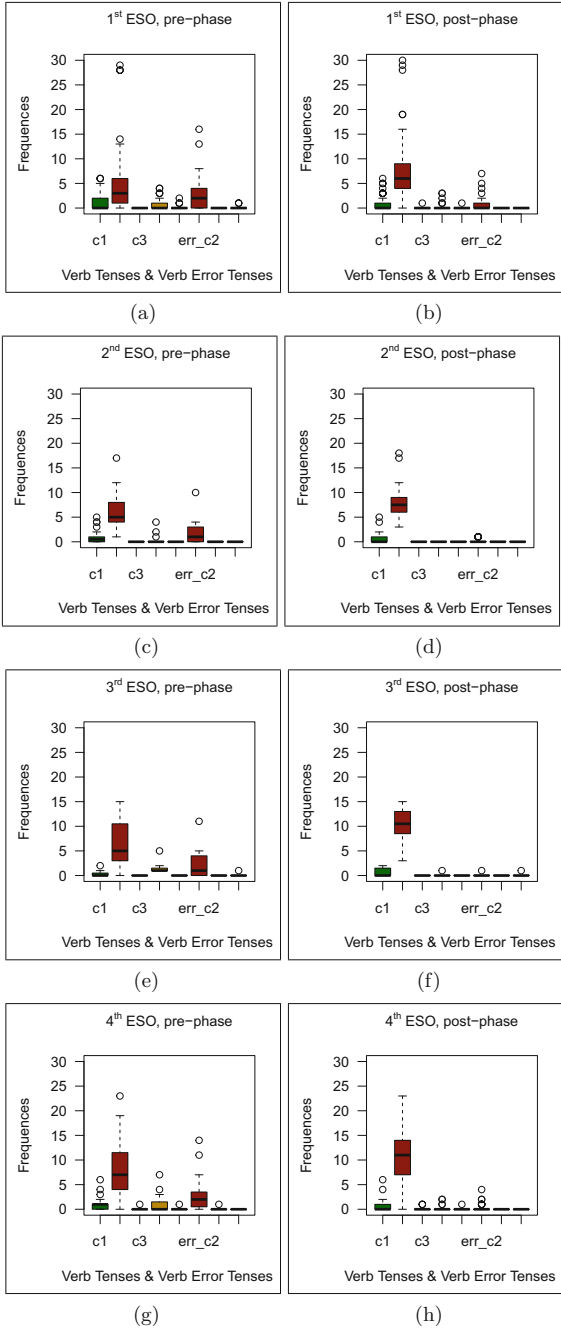 1st ESO, pre−phase
Frequences
30
25
20
15
10
5
0
c1 c3 err_c2
Verb Tenses & Verb Error Tenses
(a)
1st ESO, post−phase
Frequences
30
25
20
15
10
5
0
c1 c3 err_c2
Verb Tenses & Verb Error Tenses
(b)
2nd ESO, pre−phase
Frequences
30
25
20
15
10
5
0
c1 c3 err_c2
Verb Tenses & Verb Error Tenses
(c)
2nd ESO, post−phase
Frequences
30
25
20
15
10
5
0
c1 c3 err_c2
Verb Tenses & Verb Error Tenses
(d)
3rd ESO, pre−phase
Frequences
30
25
20
15
10
5
0
c1 c3 err_c2
Verb Tenses & Verb Error Tenses
(e)
3rd ESO, post−phase
Frequences
30
25
20
15
10
5
0
c1 c3 err_c2
Verb Tenses & Verb Error Tenses
(f)
4th ESO, pre−phase
Frequences
30
25
20
15
10
5
0
c1 c3 err_c2
Verb Tenses & Verb Error Tenses
(g)
4th ESO, post−phase
Frequences
30
25
20
15
10
5
0
c1 c3 err_c2
Verb Tenses & Verb Error Tenses
(h)